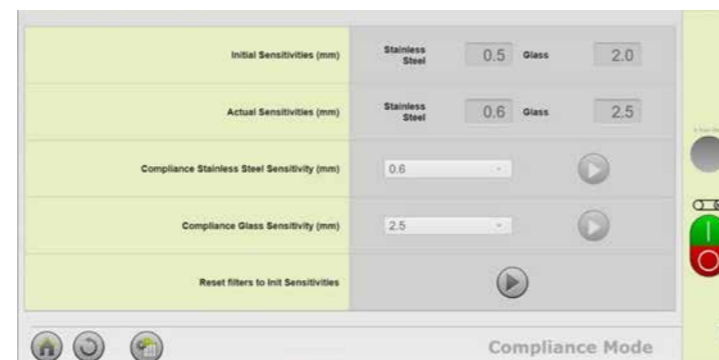 Initial Sensitivities (mm) Stainless Steel 0.5 Glass 2.0
Actual Sensitivities (mm) Stainless Steel 0.6 Glass 2.5
Compliance Stainless Steel Sensitivity (mm) 0.6
Compliance Glass Sensitivity (mm) 2.5
Reset filters to Init Sensitivities
Compliance Mode